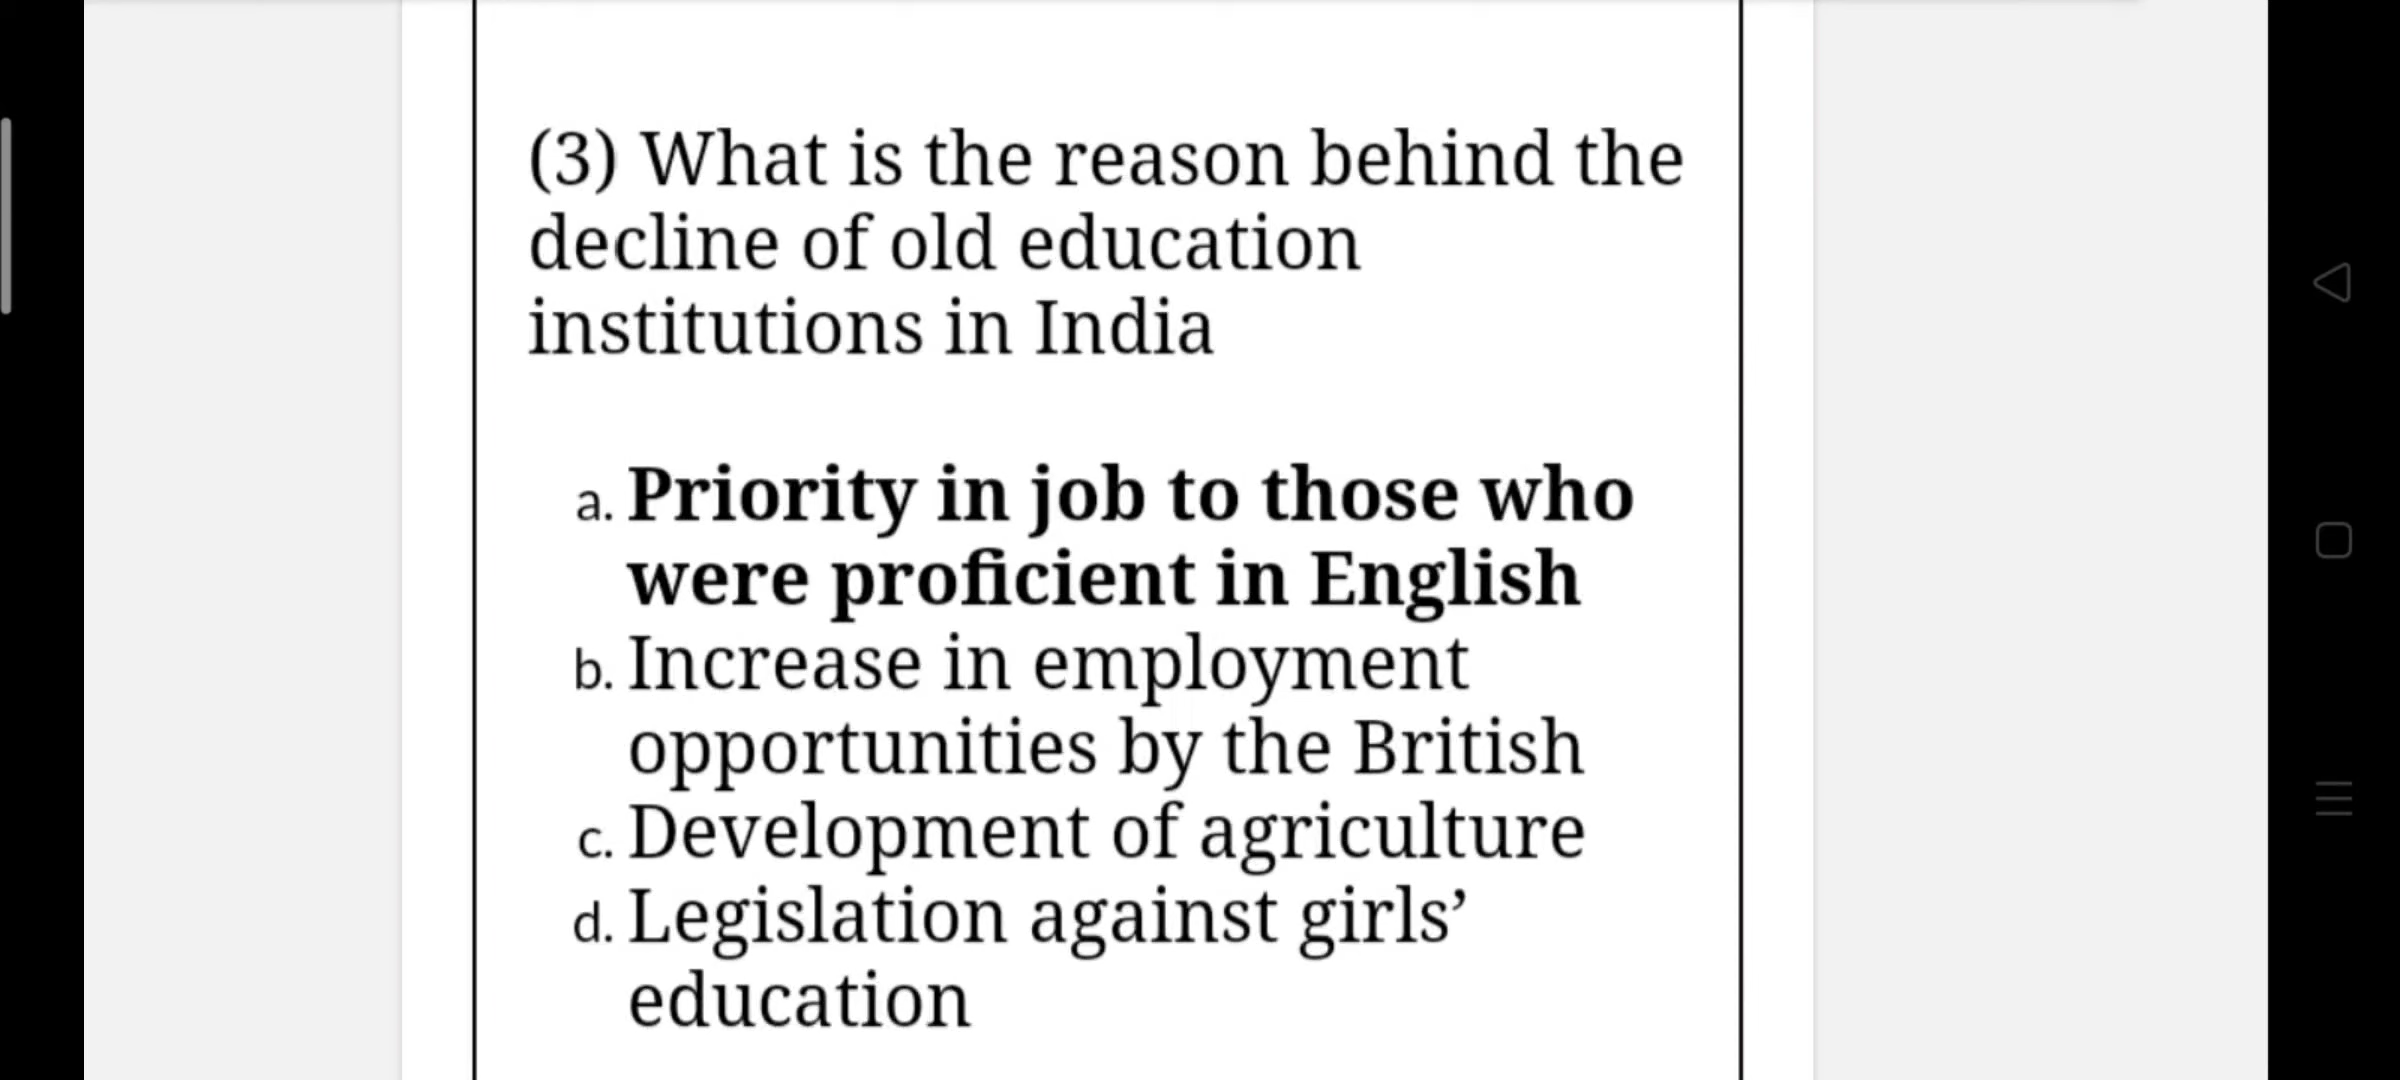 (3) What is the reason behind the
decline of old education
institutions in India
a. Priority in job to those who
were proficient in English
b. Increase in employment
opportunities by the British
c. Development of agriculture
d. Legislation against girls’
education